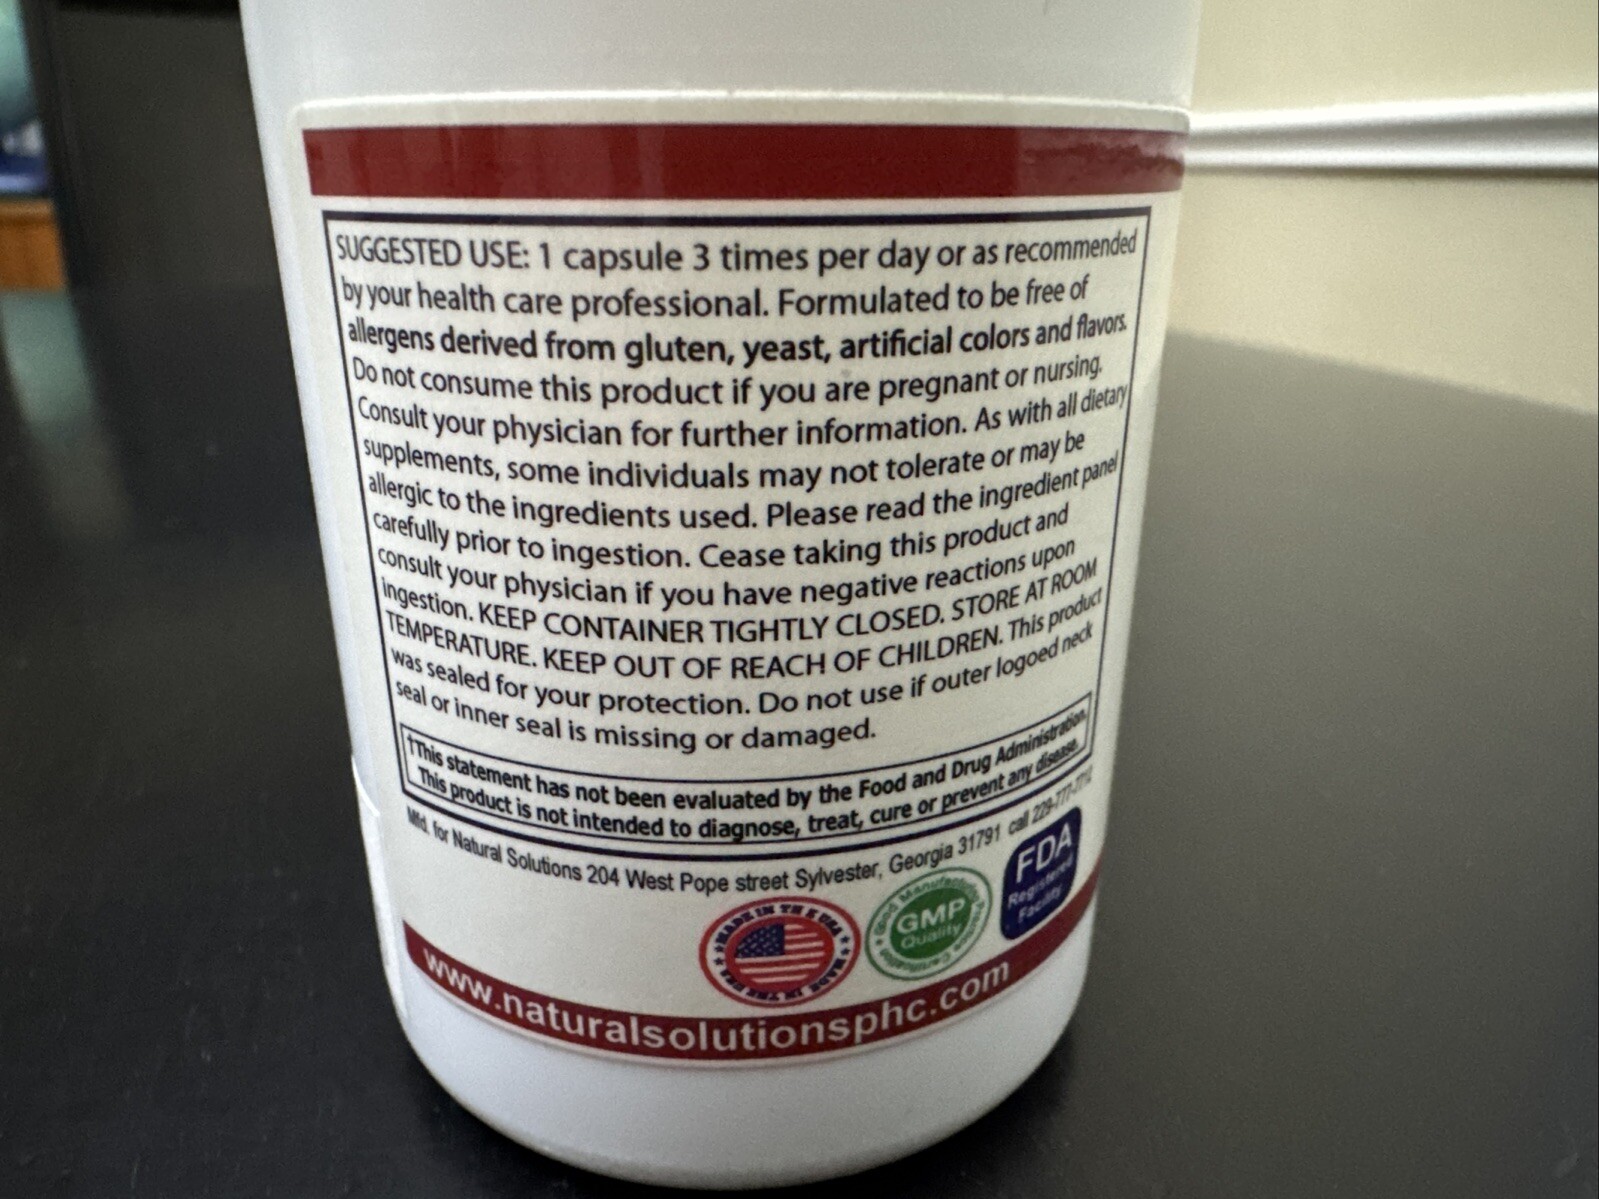 SUGGESTED USE: 1 capsule 3 times per day or as recommended
by your health care professional. Formulated to be free of
allergens derived from gluten, yeast, artificial colors and flavors.
Do not consume this product if you are pregnant or nursing.
Consult your physician for further information. As with all dietary
supplements, some individuals may not tolerate or may be
allergic to the ingredients used. Please read the ingredient panel
carefully prior to ingestion. Cease taking this product and
consult your physician if you have negative reactions upon
ingestion. KEEP CONTAINER TIGHTLY CLOSED. STORE AT ROOM
TEMPERATURE. KEEP OUT OF REACH OF CHILDREN. This product
was sealed for your protection. Do not use if outer logoed neck
seal or inner seal is missing or damaged.
†This statement has not been evaluated by the Food and Drug Administration.
This product is not intended to diagnose, treat, cure or prevent any disease.
Mfd. for Natural Solutions 204 West Pope street Sylvester, Georgia 31791 call
MADE IN THE USA
MADE IN THE USA
Good Manufacturing
GMP
Quality
FDA
Registered
Facility
www.naturalsolutionsphc.com